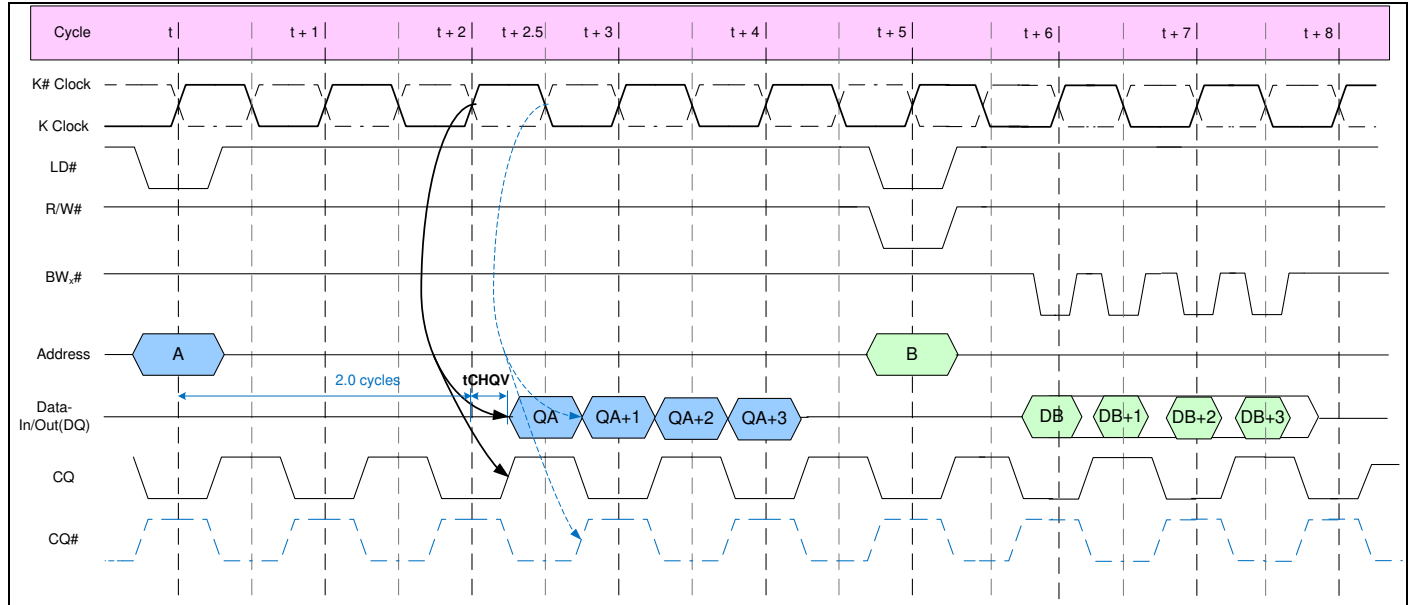 Cycle t t + 1 t + 2 t + 2.5 t + 3 t + 4 t + 5 t + 6 t + 7 t + 8
K# Clock
K Clock
LD#
R/W#
BWx#
Address A B
2.0 cycles tCHQV
Data-
In/Out(DQ) QA QA+1 QA+2 QA+3 DB DB+1 DB+2 DB+3
CQ
CQ#